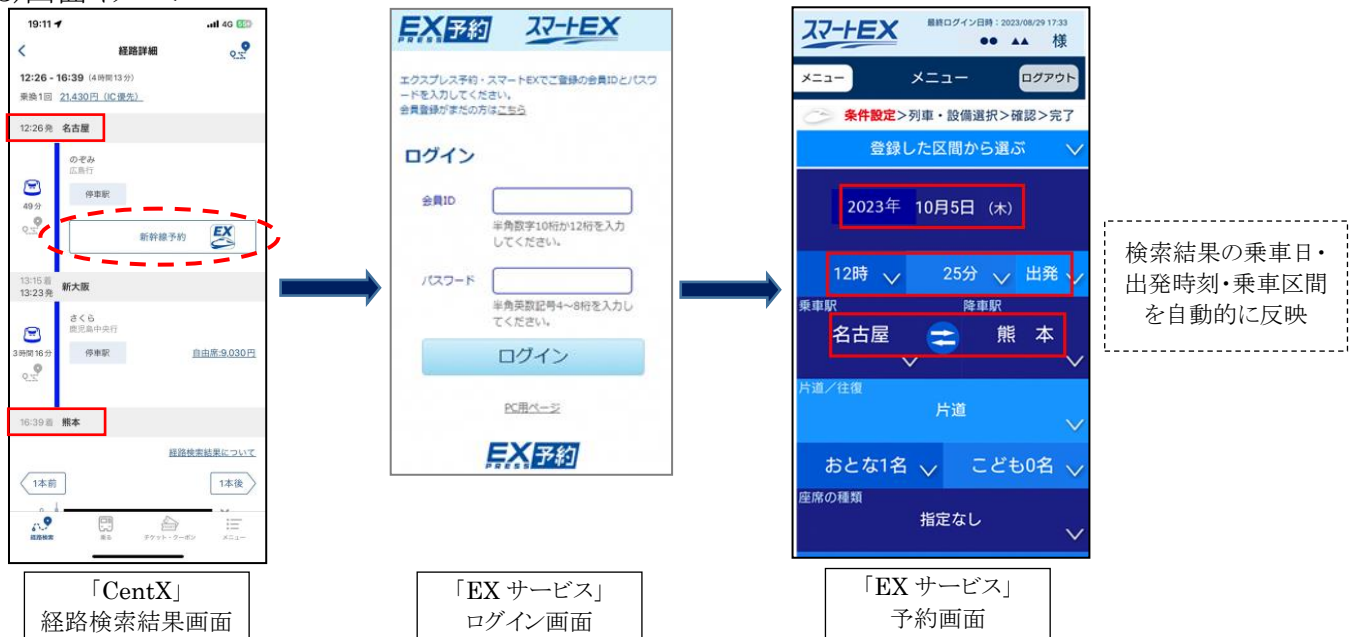 19:11
4G
経路詳細
12:26 - 16:39 (4時間13分)
乗換1回 21,430円 (IC優先)
12:26発 名古屋
のぞみ
広島行
停車駅
49分
新幹線予約 EX
13:15着
13:23発 新大阪
さくら
鹿児島中央行
停車駅
3時間16分
自由席:9,030円
16:39着 熊本
経路検索結果について
1本前
1本後
経路検索
乗る
チケット・クーポン
メニュー
「CentX」
経路検索結果画面
EX予約
PRESS
スマートEX
エクスプレス予約・スマートEXでご登録の会員IDとパスワ
ードを入力してください。
会員登録がまだの方はこちら
ログイン
会員ID
半角数字10桁か12桁を入力
してください。
パスワード
半角英数記号4～8桁を入力し
てください。
ログイン
PC用ページ
EX予約
PRESS
「EX サービス」
ログイン画面
スマートEX
最終ログイン日時:2023/08/29 17:33
●● ▲▲ 様
メニュー
メニュー
ログアウト
条件設定>列車・設備選択>確認>完了
登録した区間から選ぶ
2023年 10月5日 (木)
12時 25分 出発
乗車駅 降車駅
名古屋 熊 本
片道/往復
片道
おとな1名 こども0名
座席の種類
指定なし
「EX サービス」
予約画面
検索結果の乗車日・
出発時刻・乗車区間
を自動的に反映